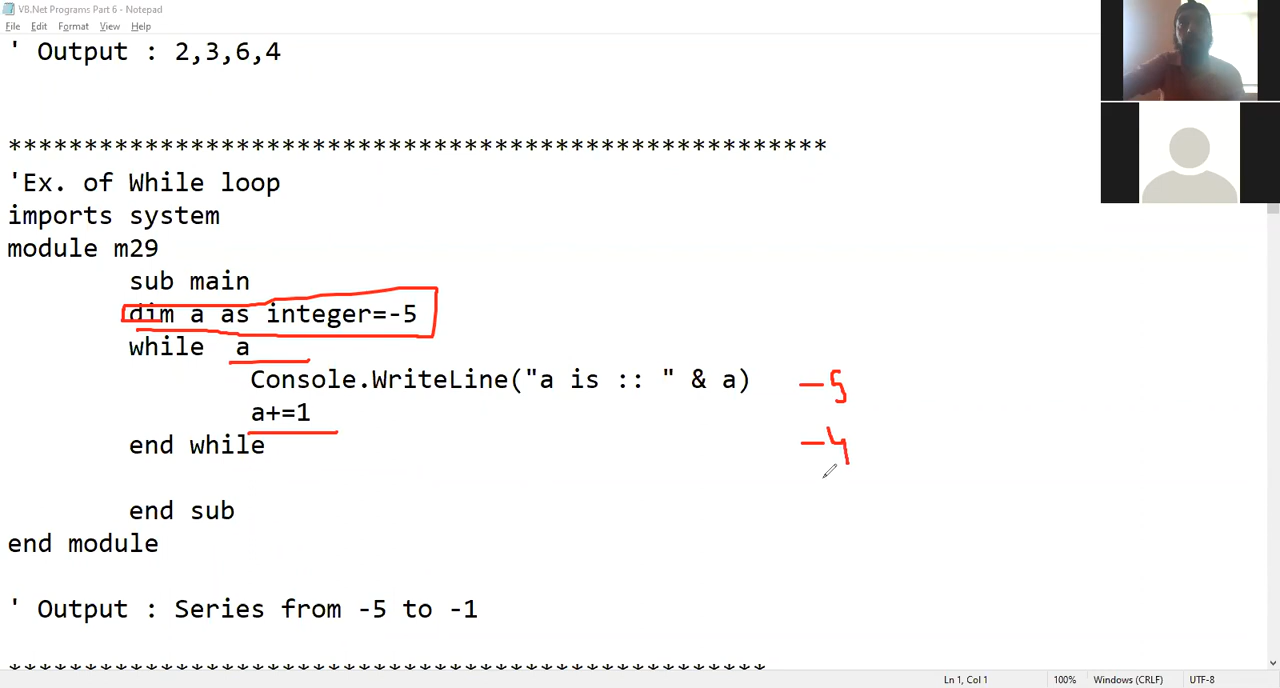 VB.Net Programs Part 6 - Notepad
File Edit Format View Help
' Output : 2,3,6,4
******************************************************
'Ex. of While loop
imports system
module m29
sub main
dim a as integer=-5
while a
Console.WriteLine("a is :: " & a)
-5
a+=1
end while
-4
end sub
end module
' Output : Series from -5 to -1
**************************************************
Ln 1, Col 1 100% Windows (CRLF) UTF-8